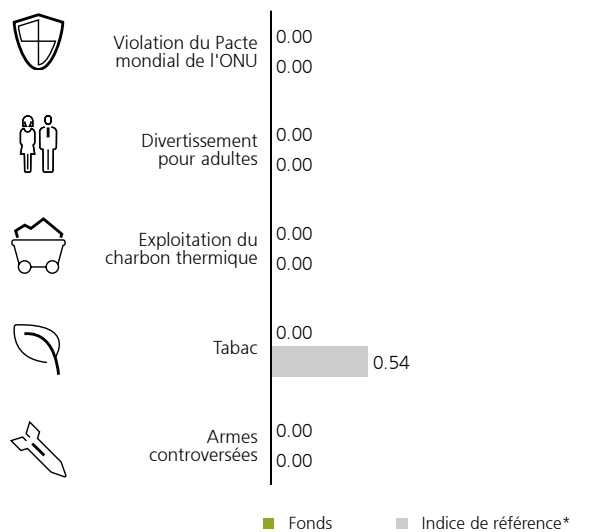 Violation du Pacte
mondial de l'ONU
0.00
0.00
Divertissement
pour adultes
0.00
0.00
Exploitation du
charbon thermique
0.00
0.00
Tabac
0.00
0.54
Armes
controversées
0.00
0.00
Fonds
Indice de référence*